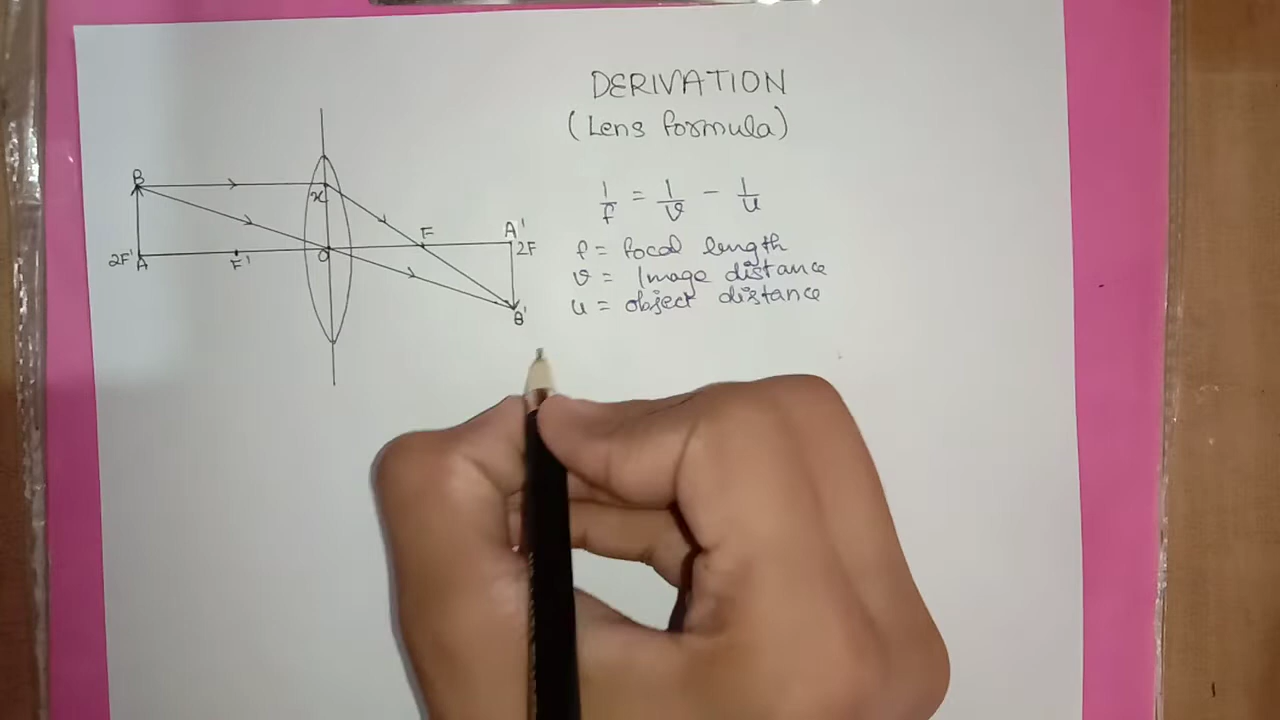 DERIVATION
(Lens formula)
1/f = 1/v - 1/u
f = focal length
v = Image distance
u = object distance
B
x
2F' A
F'
O
F
A'
2F
B'